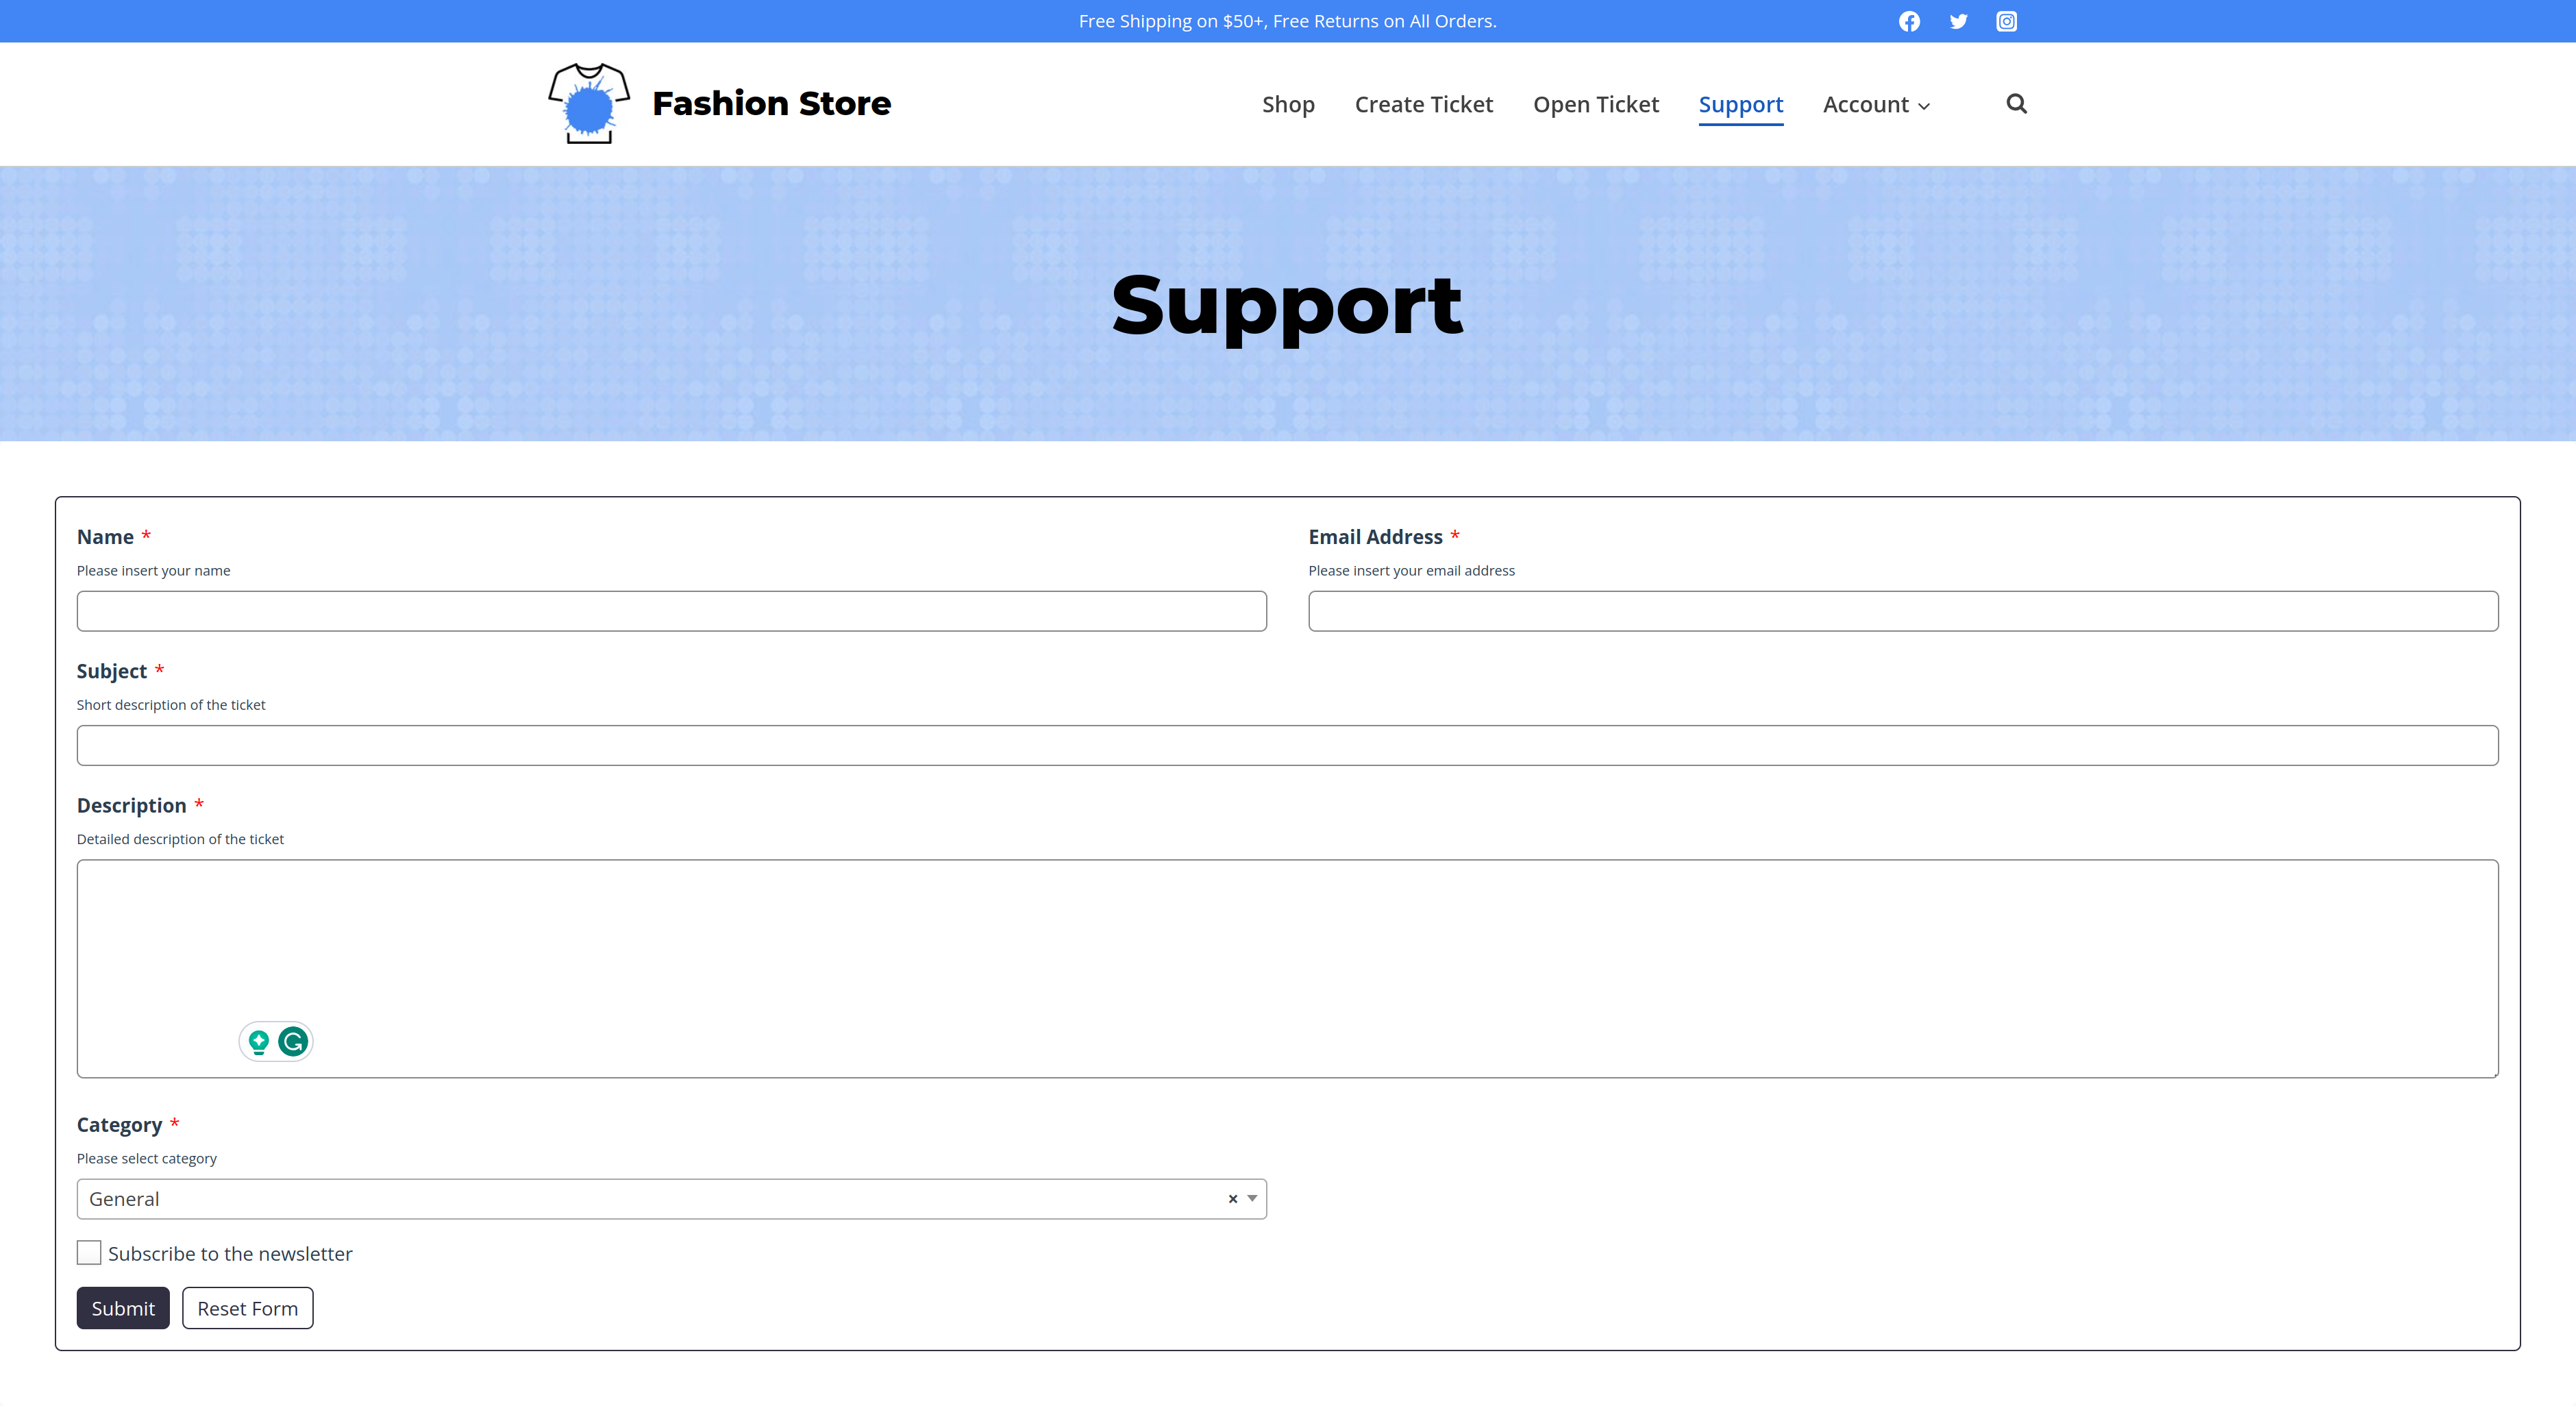 Free Shipping on $50+, Free Returns on All Orders.
Fashion Store
Shop Create Ticket Open Ticket Support Account
Support
Name * Email Address *
Please insert your name Please insert your email address
Subject *
Short description of the ticket
Description *
Detailed description of the ticket
Category *
Please select category
General ×
Subscribe to the newsletter
Submit Reset Form